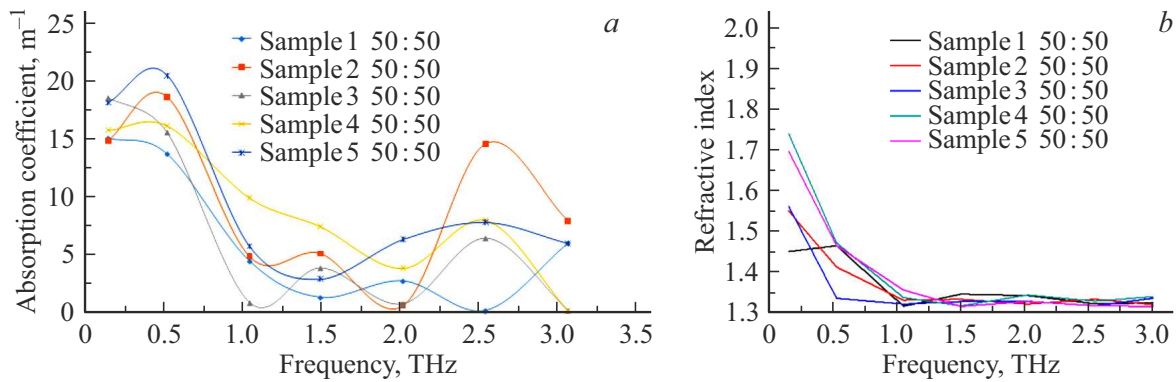 a
Absorption coefficient, m⁻¹
25
20
15
10
5
0
Sample 1 50 : 50
Sample 2 50 : 50
Sample 3 50 : 50
Sample 4 50 : 50
Sample 5 50 : 50
0 0.5 1.0 1.5 2.0 2.5 3.0 3.5
Frequency, THz
b
Refractive index
2.0
1.9
1.8
1.7
1.6
1.5
1.4
1.3
Sample 1 50 : 50
Sample 2 50 : 50
Sample 3 50 : 50
Sample 4 50 : 50
Sample 5 50 : 50
0 0.5 1.0 1.5 2.0 2.5 3.0
Frequency, THz